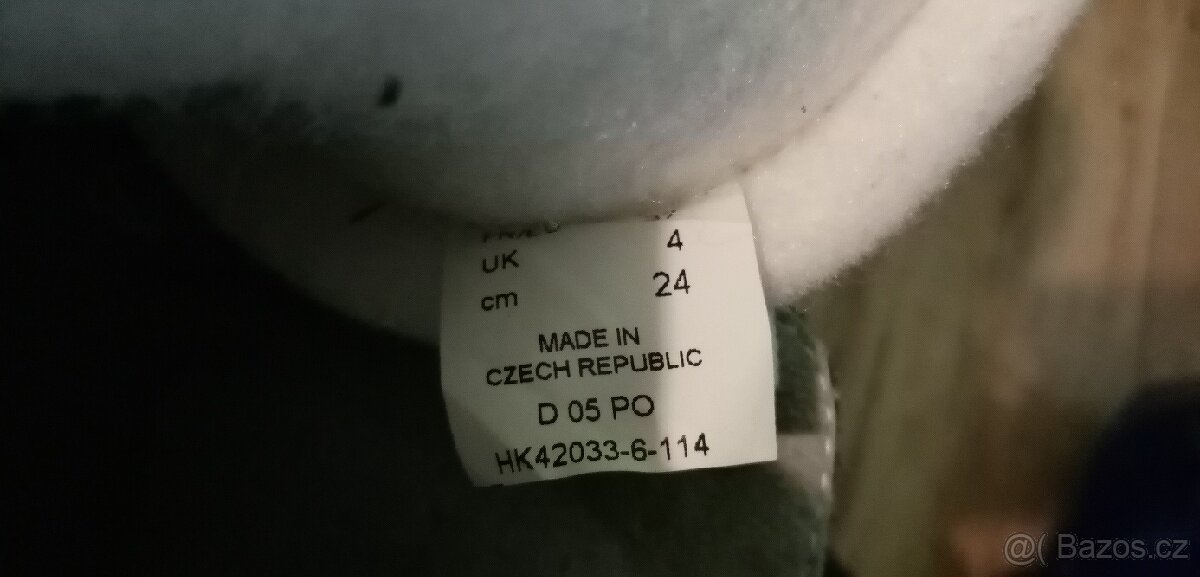 UK 4
cm 24
MADE IN
CZECH REPUBLIC
D 05 PO
HK42033-6-114
@( Bazos.cz